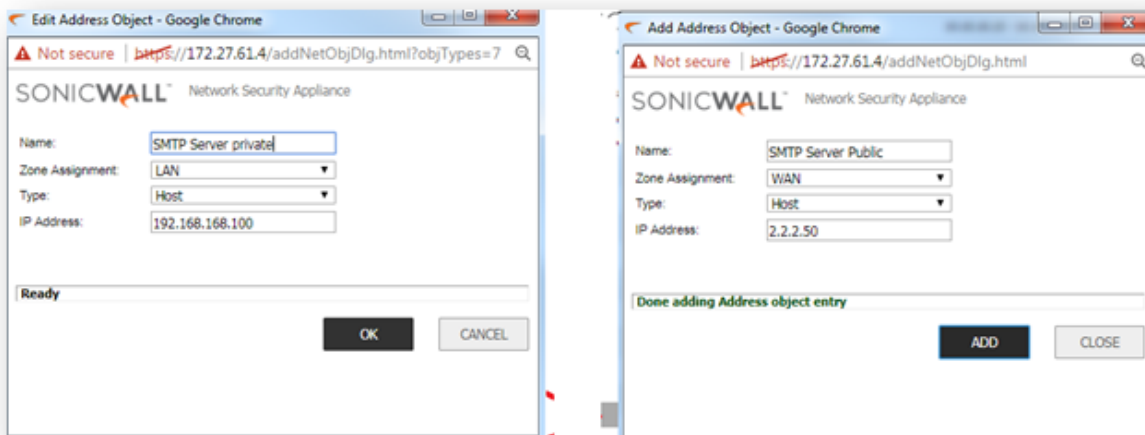 Edit Address Object - Google Chrome
Not secure | https://172.27.61.4/addNetObjDlg.html?objTypes=7
SONICWALL™ Network Security Appliance
Name: SMTP Server private
Zone Assignment: LAN
Type: Host
IP Address: 192.168.168.100
Ready
OK CANCEL
Add Address Object - Google Chrome
Not secure | https://172.27.61.4/addNetObjDlg.html
SONICWALL™ Network Security Appliance
Name: SMTP Server Public
Zone Assignment: WAN
Type: Host
IP Address: 2.2.2.50
Done adding Address object entry
ADD CLOSE